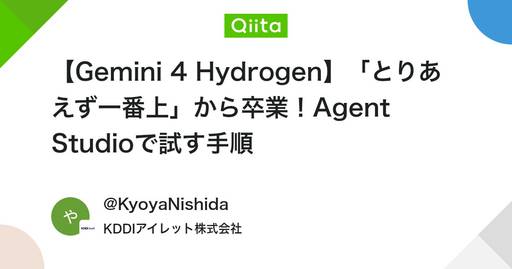 Qiita
【Gemini 4 Hydrogen】「とりあ
えず一番上」から卒業！Agent
Studioで試す手順
や
@KyoyaNishida
KDDIアイレット株式会社